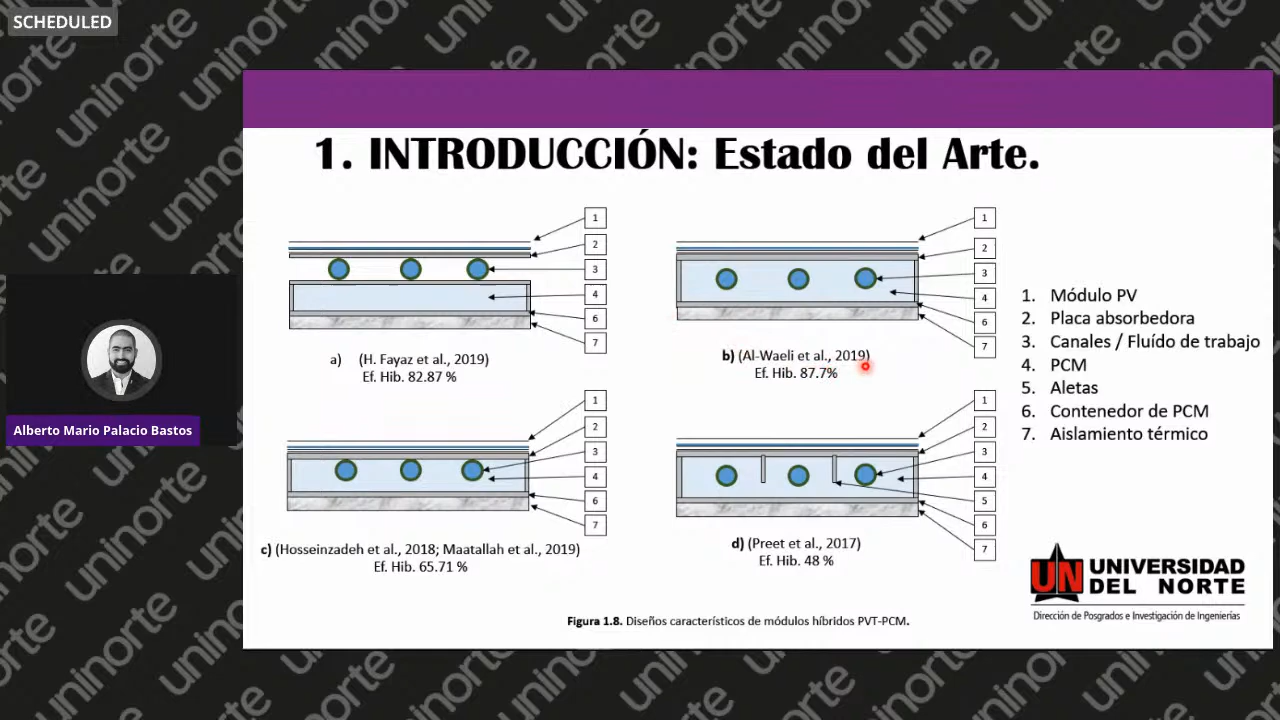 SCHEDULED
1. INTRODUCCIÓN: Estado del Arte.
1
2
3
4
6
7
a) (H. Fayaz et al., 2019)
Ef. Hib. 82.87 %
1
2
3
4
6
7
b) (Al-Waeli et al., 2019)
Ef. Hib. 87.7%
1
2
3
4
6
7
c) (Hosseinzadeh et al., 2018; Maatallah et al., 2019)
Ef. Hib. 65.71 %
1
2
3
4
5
6
7
d) (Preet et al., 2017)
Ef. Hib. 48 %
1. Módulo PV
2. Placa absorbedora
3. Canales / Fluído de trabajo
4. PCM
5. Aletas
6. Contenedor de PCM
7. Aislamiento térmico
Figura 1.8. Diseños característicos de módulos híbridos PVT-PCM.
UN UNIVERSIDAD
DEL NORTE
Dirección de Posgrados e Investigación de Ingenierías
Alberto Mario Palacio Bastos
uninorte